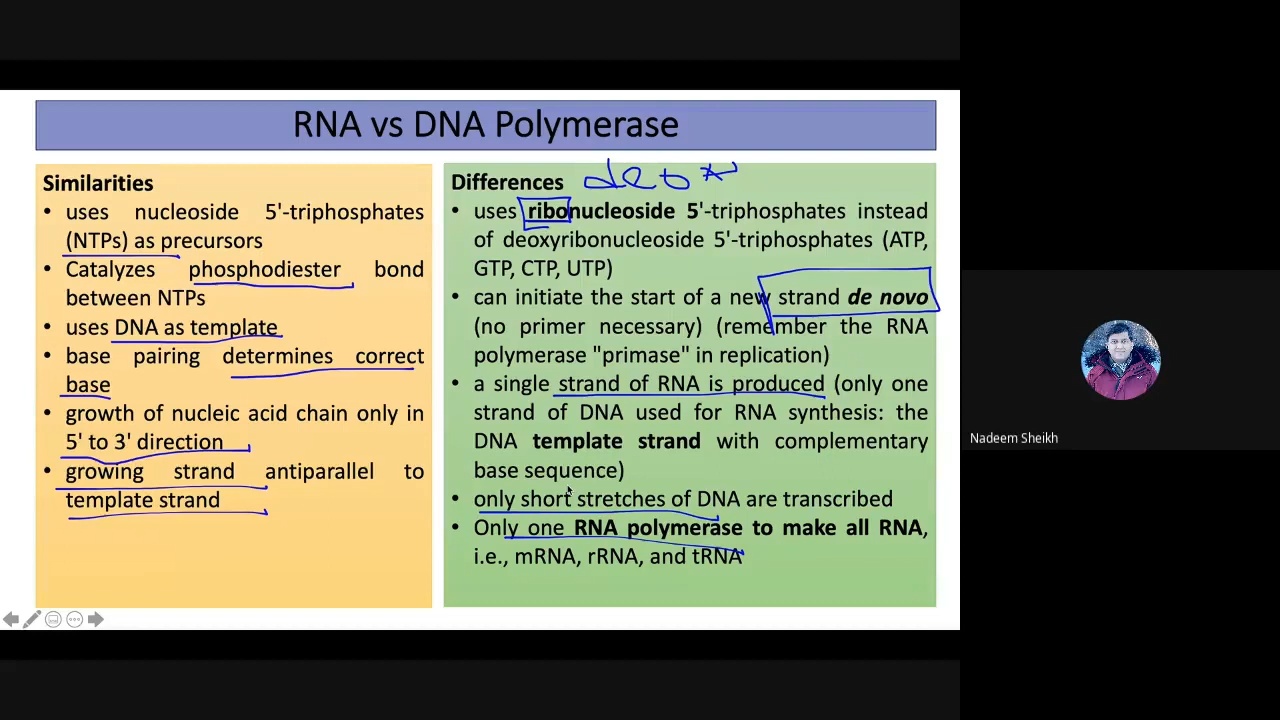 RNA vs DNA Polymerase
Similarities
• uses nucleoside 5'-triphosphates
(NTPs) as precursors
• Catalyzes phosphodiester bond
between NTPs
• uses DNA as template
• base pairing determines correct
base
• growth of nucleic acid chain only in
5' to 3' direction
• growing strand antiparallel to
template strand
Differences
• uses ribonucleoside 5'-triphosphates instead
of deoxyribonucleoside 5'-triphosphates (ATP,
GTP, CTP, UTP)
• can initiate the start of a new strand de novo
(no primer necessary) (remember the RNA
polymerase "primase" in replication)
• a single strand of RNA is produced (only one
strand of DNA used for RNA synthesis: the
DNA template strand with complementary
base sequence)
• only short stretches of DNA are transcribed
• Only one RNA polymerase to make all RNA,
i.e., mRNA, rRNA, and tRNA
Nadeem Sheikh